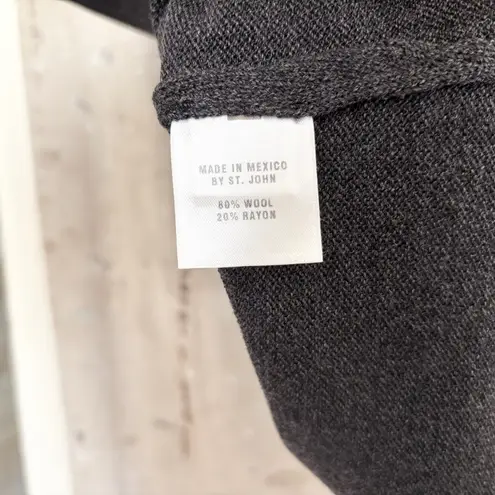 MADE IN MEXICO
BY ST. JOHN
80% WOOL
20% RAYON